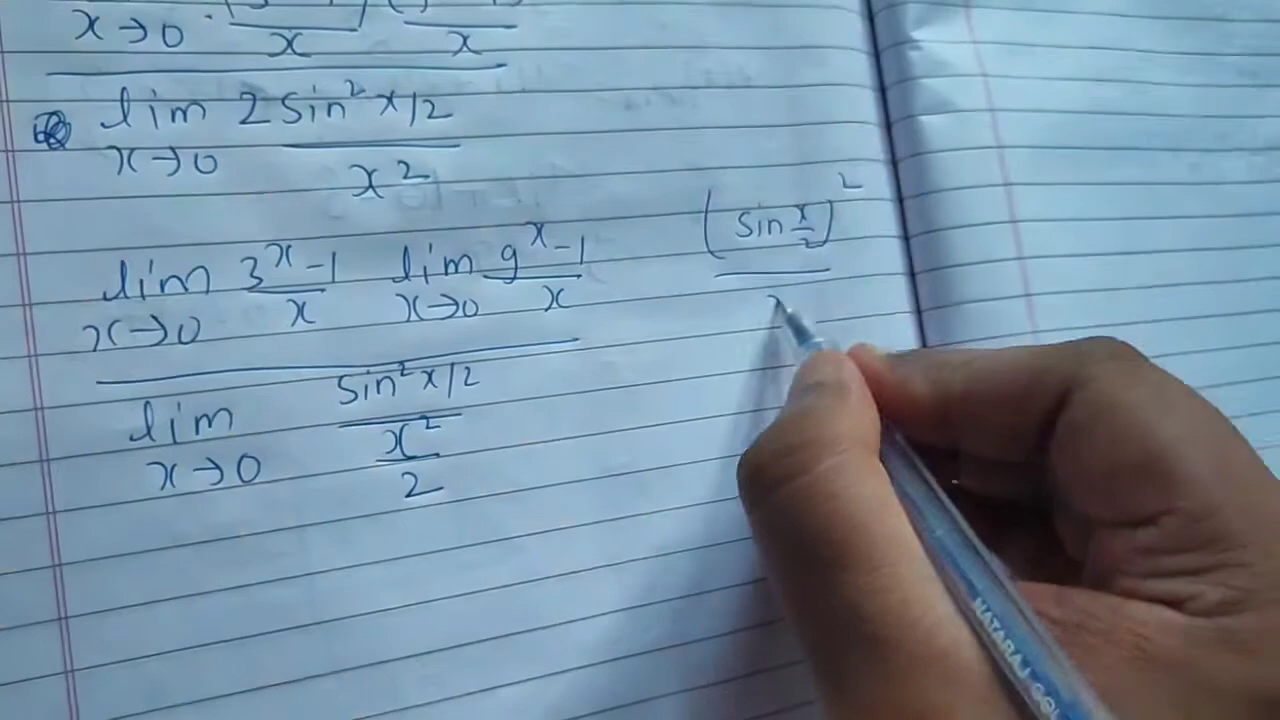 x→0 x x
lim 2 sin² x/2
x→0 x²
lim 3^x-1 lim 9^x-1
x→0 x x→0 x
lim sin² x/2
x→0 x²
2
(sin x/2)²
x
NATARAJ